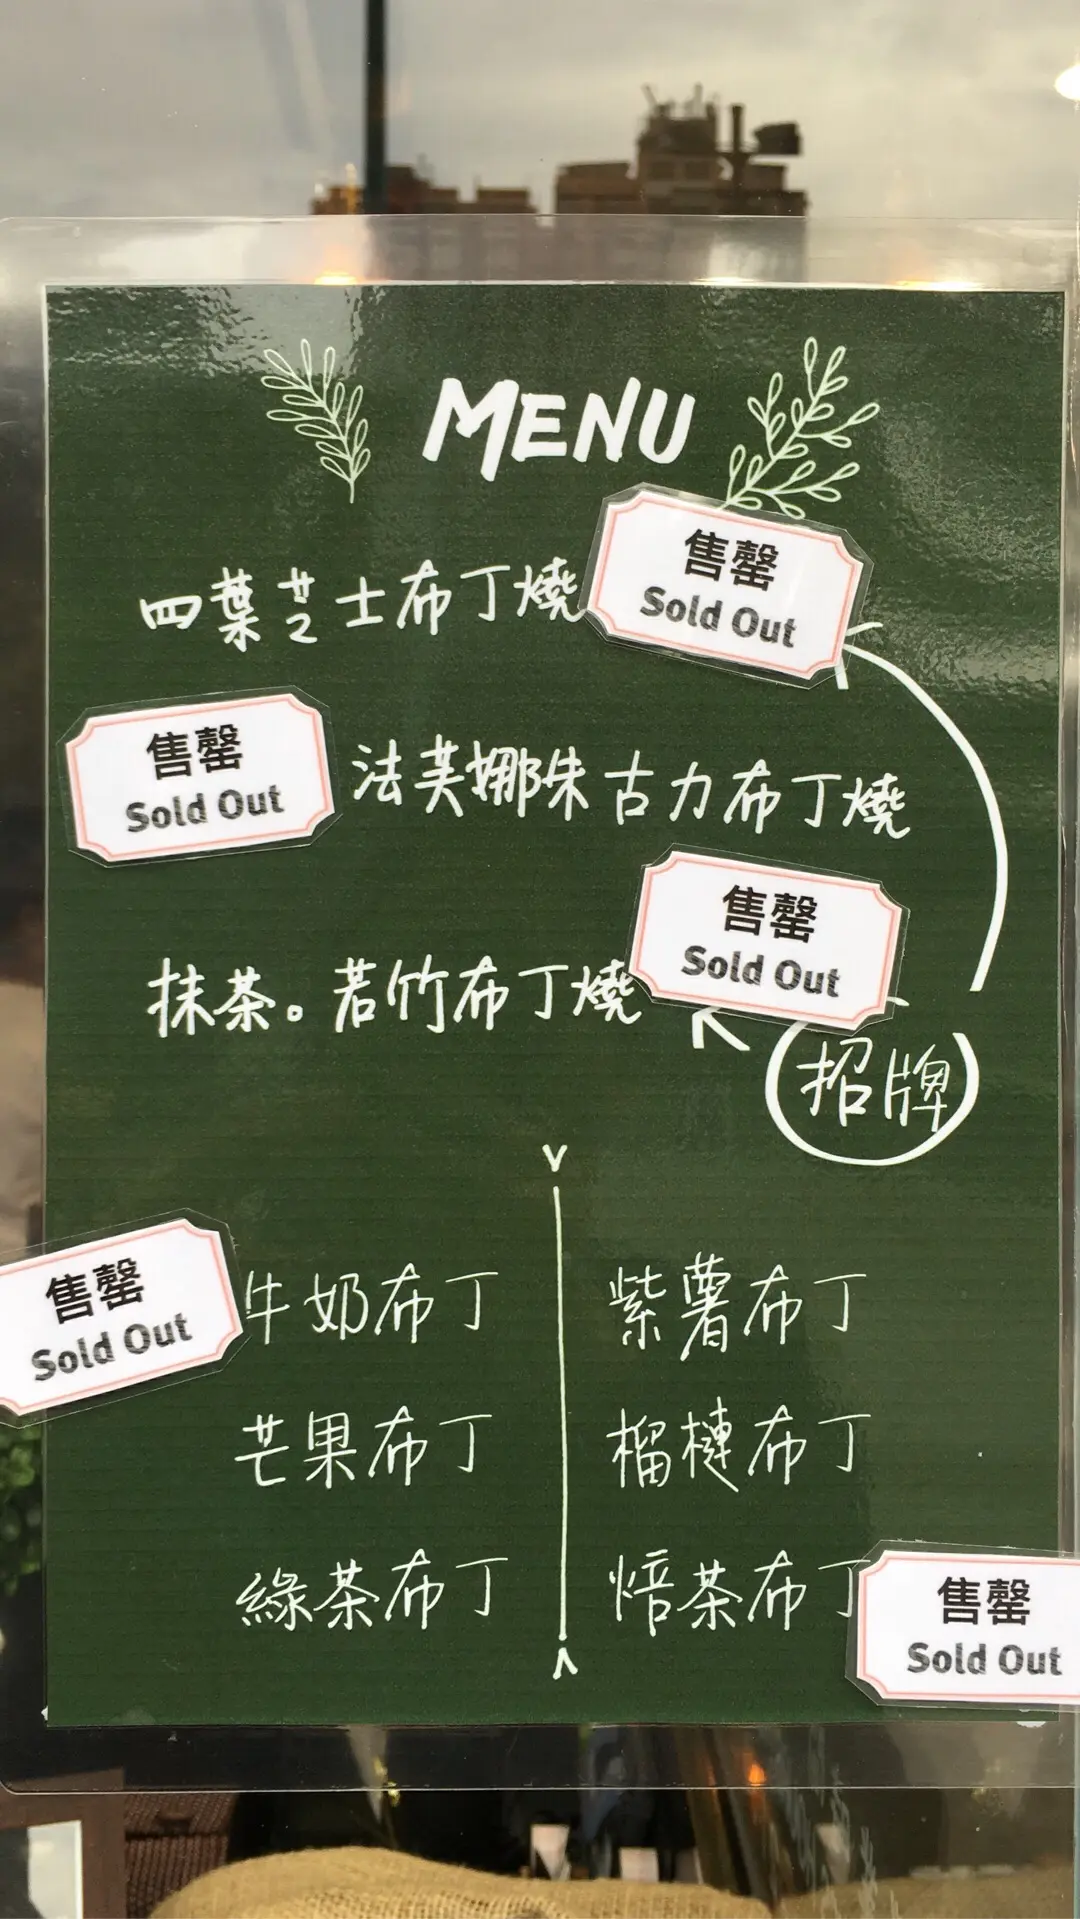 MENU
售罄
Sold Out
四葉芝士布丁燒
售罄
Sold Out
法芙娜朱古力布丁燒
售罄
Sold Out
抹茶。若竹布丁燒
招牌
售罄
Sold Out
牛奶布丁
紫薯布丁
芒果布丁
榴槤布丁
綠茶布丁
焙茶布丁
售罄
Sold Out